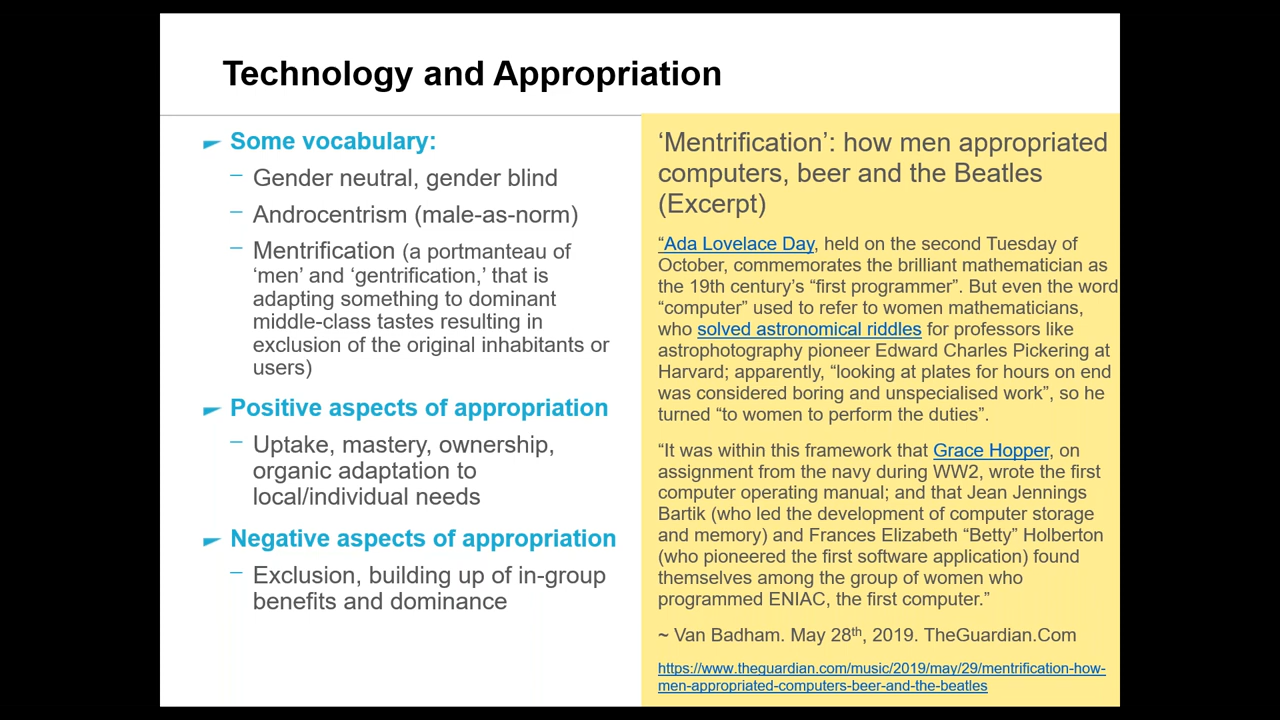 Technology and Appropriation
Some vocabulary:
– Gender neutral, gender blind
– Androcentrism (male-as-norm)
– Mentrification (a portmanteau of
‘men’ and ‘gentrification,’ that is
adapting something to dominant
middle-class tastes resulting in
exclusion of the original inhabitants or
users)
Positive aspects of appropriation
– Uptake, mastery, ownership,
organic adaptation to
local/individual needs
Negative aspects of appropriation
– Exclusion, building up of in-group
benefits and dominance
‘Mentrification’: how men appropriated
computers, beer and the Beatles
(Excerpt)
“Ada Lovelace Day, held on the second Tuesday of
October, commemorates the brilliant mathematician as
the 19th century’s “first programmer”. But even the word
“computer” used to refer to women mathematicians,
who solved astronomical riddles for professors like
astrophotography pioneer Edward Charles Pickering at
Harvard; apparently, “looking at plates for hours on end
was considered boring and unspecialised work”, so he
turned “to women to perform the duties”.
“It was within this framework that Grace Hopper, on
assignment from the navy during WW2, wrote the first
computer operating manual; and that Jean Jennings
Bartik (who led the development of computer storage
and memory) and Frances Elizabeth “Betty” Holberton
(who pioneered the first software application) found
themselves among the group of women who
programmed ENIAC, the first computer.”
~ Van Badham. May 28th, 2019. TheGuardian.Com
https://www.theguardian.com/music/2019/may/29/mentrification-how-
men-appropriated-computers-beer-and-the-beatles